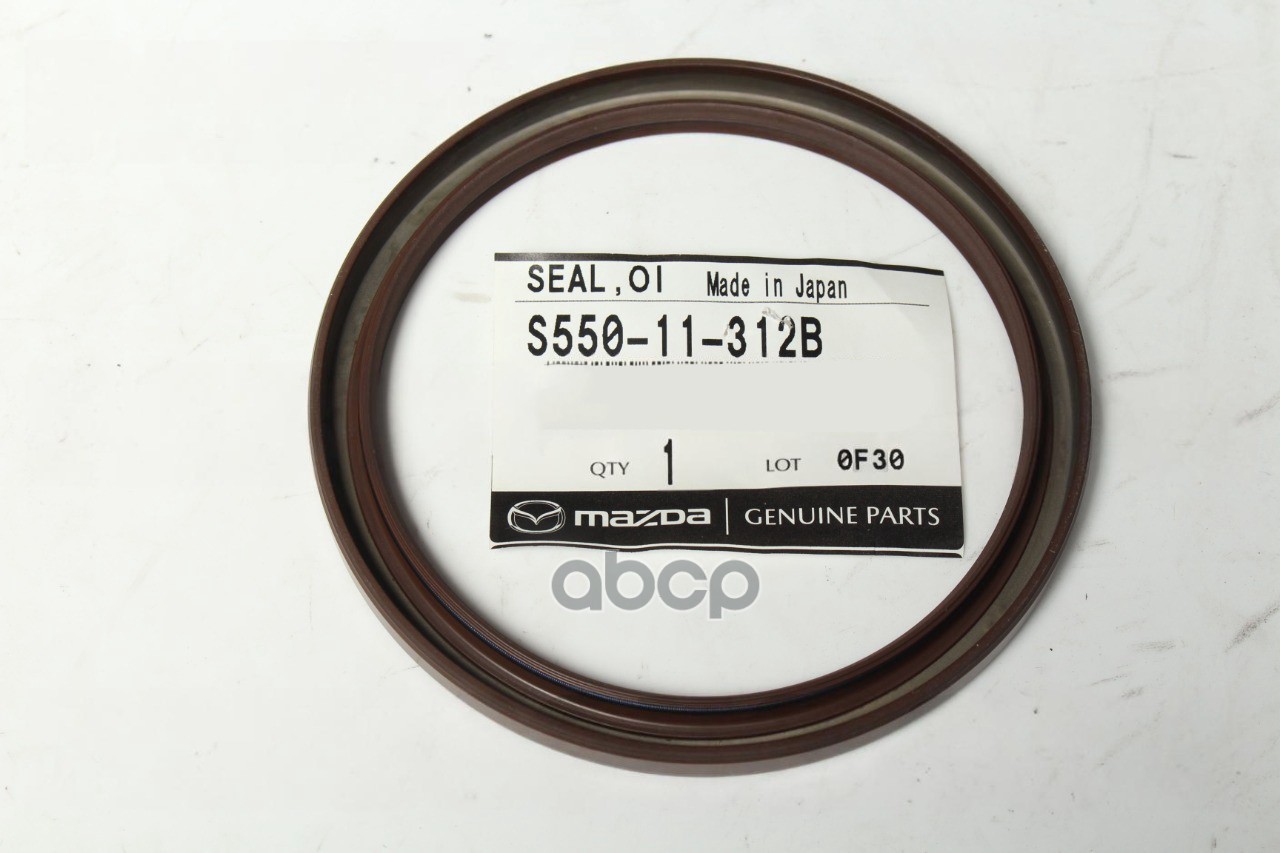 SEAL,OI Made in Japan
S550-11-312B
QTY 1 LOT 0F30
mazda GENUINE PARTS
abcp